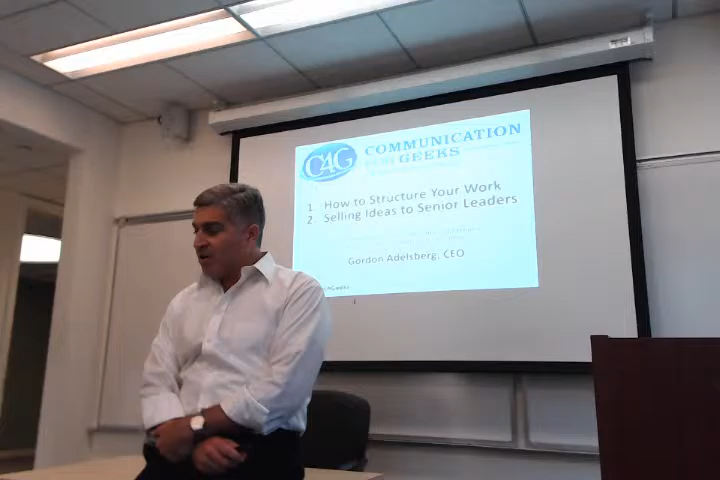 C4G
COMMUNICATION
FOR GEEKS
1. How to Structure Your Work
2. Selling Ideas to Senior Leaders
Gordon Adelsberg, CEO